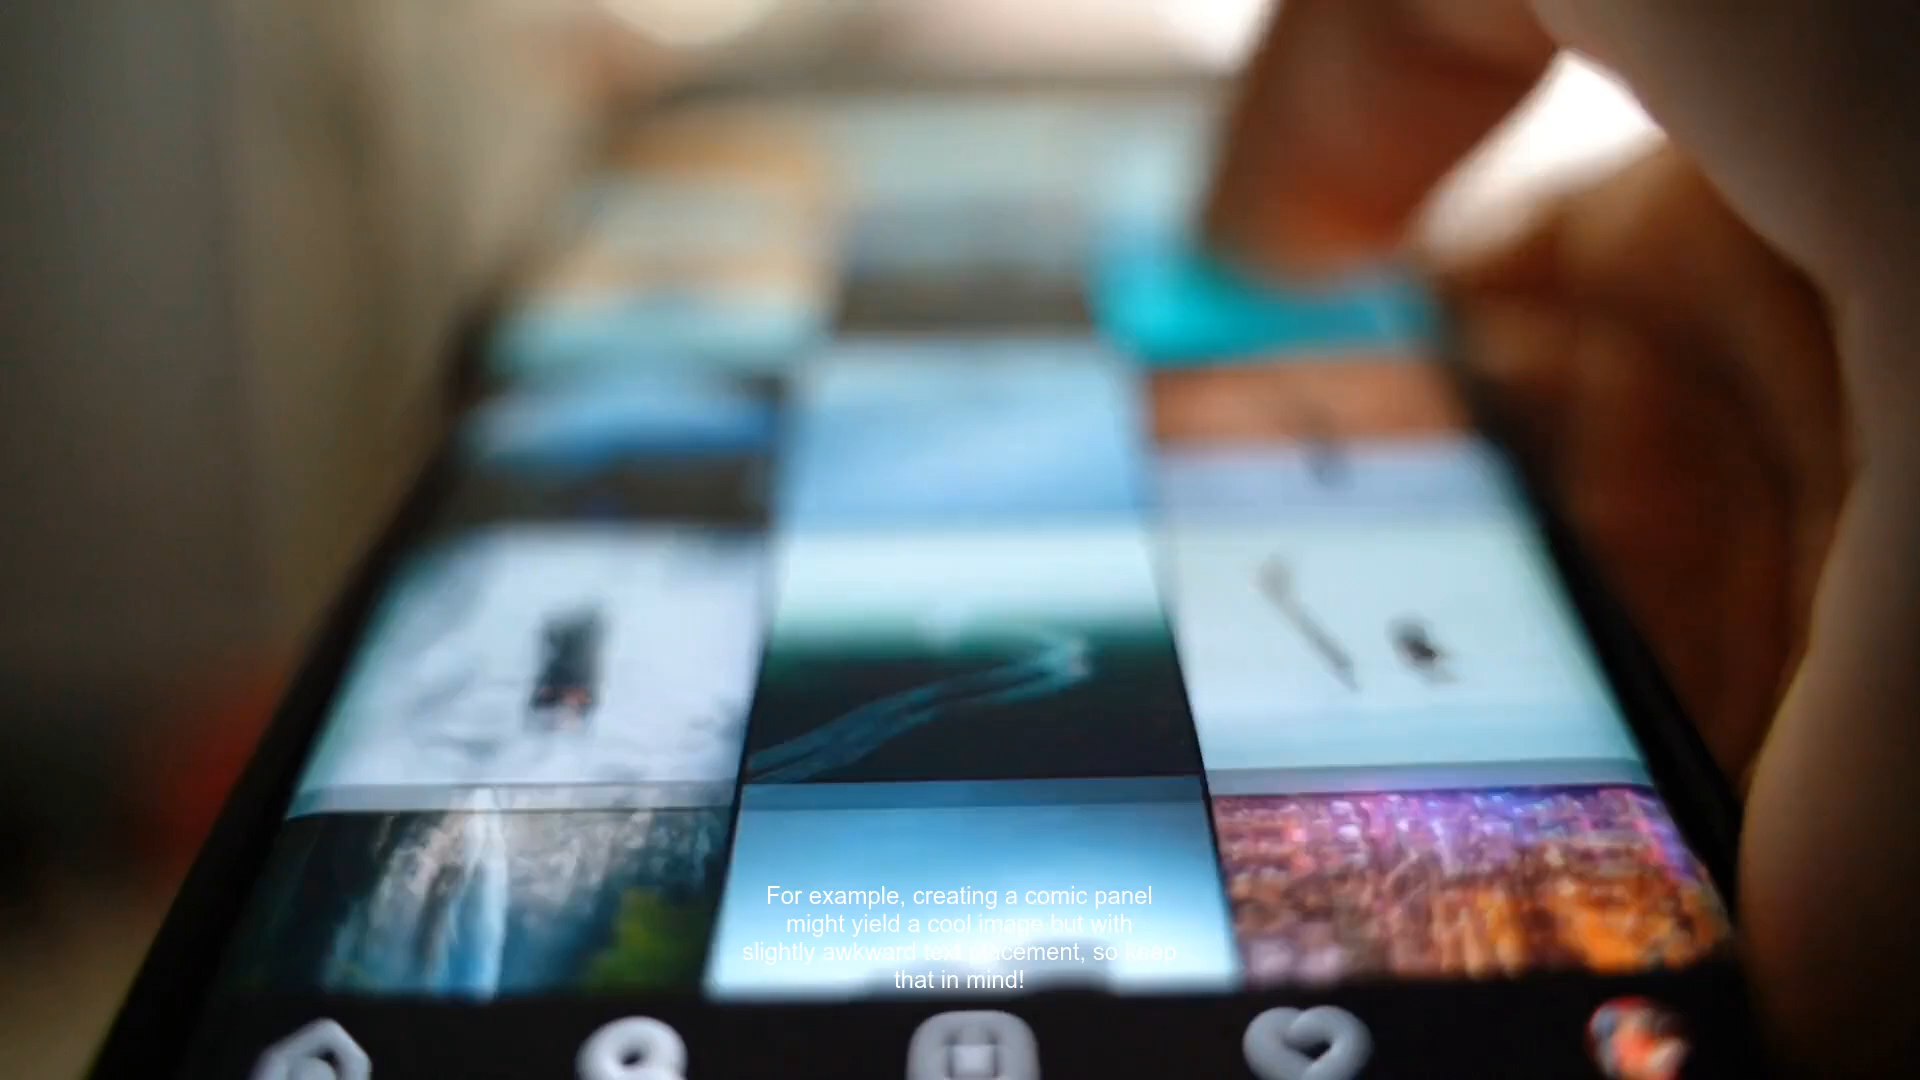 For example, creating a comic panel
might yield a cool image but with
slightly awkward text placement, so keep
that in mind!